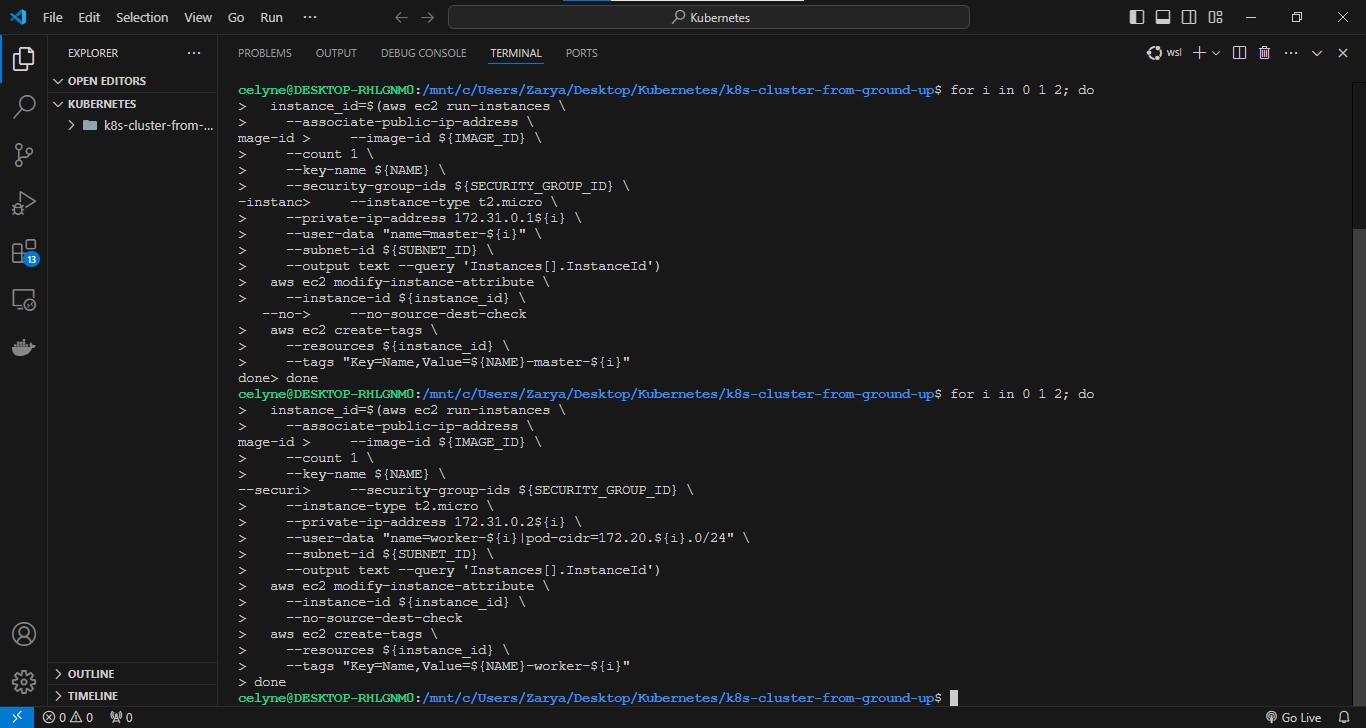 File Edit Selection View Go Run ··· Kubernetes
EXPLORER ···
OPEN EDITORS
KUBERNETES
k8s-cluster-from-...
13
OUTLINE
TIMELINE
PROBLEMS OUTPUT DEBUG CONSOLE TERMINAL PORTS wsl
celyne@DESKTOP-RHLGNM0:/mnt/c/Users/Zarya/Desktop/Kubernetes/k8s-cluster-from-ground-up$ for i in 0 1 2; do
>   instance_id=$(aws ec2 run-instances \
>     --associate-public-ip-address \
mage-id >     --image-id ${IMAGE_ID} \
>     --count 1 \
>     --key-name ${NAME} \
>     --security-group-ids ${SECURITY_GROUP_ID} \
-instanc>     --instance-type t2.micro \
>     --private-ip-address 172.31.0.1${i} \
>     --user-data "name=master-${i}" \
>     --subnet-id ${SUBNET_ID} \
>     --output text --query 'Instances[].InstanceId')
>   aws ec2 modify-instance-attribute \
>     --instance-id ${instance_id} \
   --no->     --no-source-dest-check
>   aws ec2 create-tags \
>     --resources ${instance_id} \
>     --tags "Key=Name,Value=${NAME}-master-${i}"
done> done
celyne@DESKTOP-RHLGNM0:/mnt/c/Users/Zarya/Desktop/Kubernetes/k8s-cluster-from-ground-up$ for i in 0 1 2; do
>   instance_id=$(aws ec2 run-instances \
>     --associate-public-ip-address \
mage-id >     --image-id ${IMAGE_ID} \
>     --count 1 \
>     --key-name ${NAME} \
--securi>     --security-group-ids ${SECURITY_GROUP_ID} \
>     --instance-type t2.micro \
>     --private-ip-address 172.31.0.2${i} \
>     --user-data "name=worker-${i}|pod-cidr=172.20.${i}.0/24" \
>     --subnet-id ${SUBNET_ID} \
>     --output text --query 'Instances[].InstanceId')
>   aws ec2 modify-instance-attribute \
>     --instance-id ${instance_id} \
>     --no-source-dest-check
>   aws ec2 create-tags \
>     --resources ${instance_id} \
>     --tags "Key=Name,Value=${NAME}-worker-${i}"
> done
celyne@DESKTOP-RHLGNM0:/mnt/c/Users/Zarya/Desktop/Kubernetes/k8s-cluster-from-ground-up$
0 0 0 Go Live